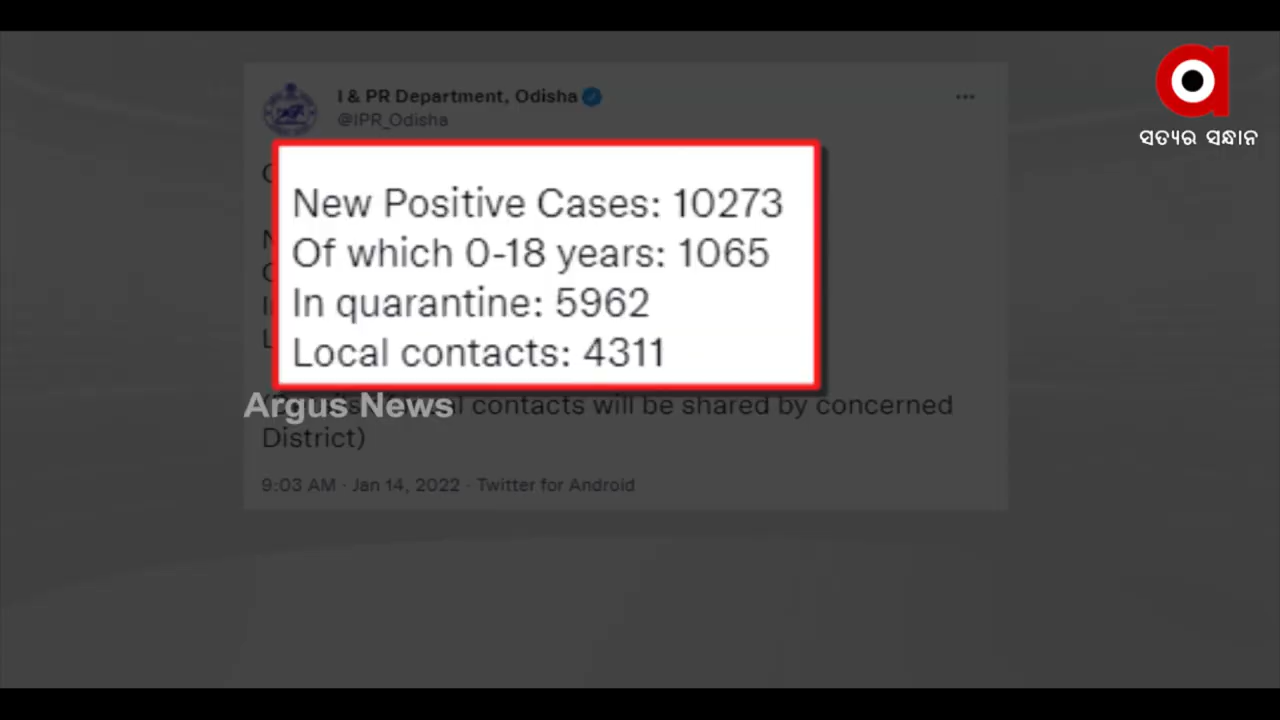 I & PR Department, Odisha
@IPR_Odisha
ସତ୍ୟର ସନ୍ଧାନ
New Positive Cases: 10273
Of which 0-18 years: 1065
In quarantine: 5962
Local contacts: 4311
Argus News
contacts will be shared by concerned
District)
9:03 AM · Jan 14, 2022 · Twitter for Android